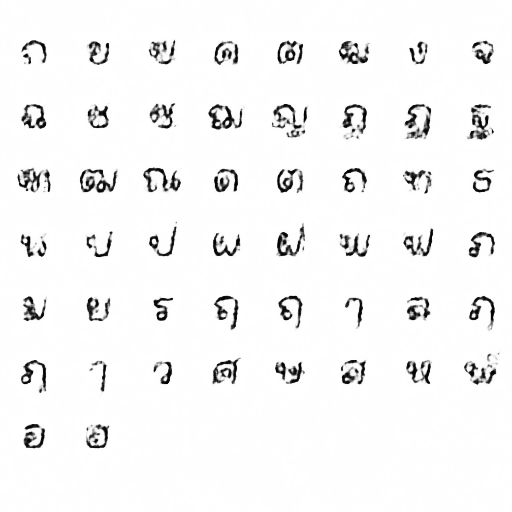 ก ข ฃ ค ฅ ฆ ง จ
ฉ ช ซ ฌ ญ ฎ ฏ ฐ
ฑ ฒ ณ ด ต ถ ท ธ
น บ ป ผ ฝ พ ฟ ภ
ม ย ร ฤ ฤ ๅ ล ฦ
ฦ ๅ ว ศ ษ ส ห ฬ
อ ฮ